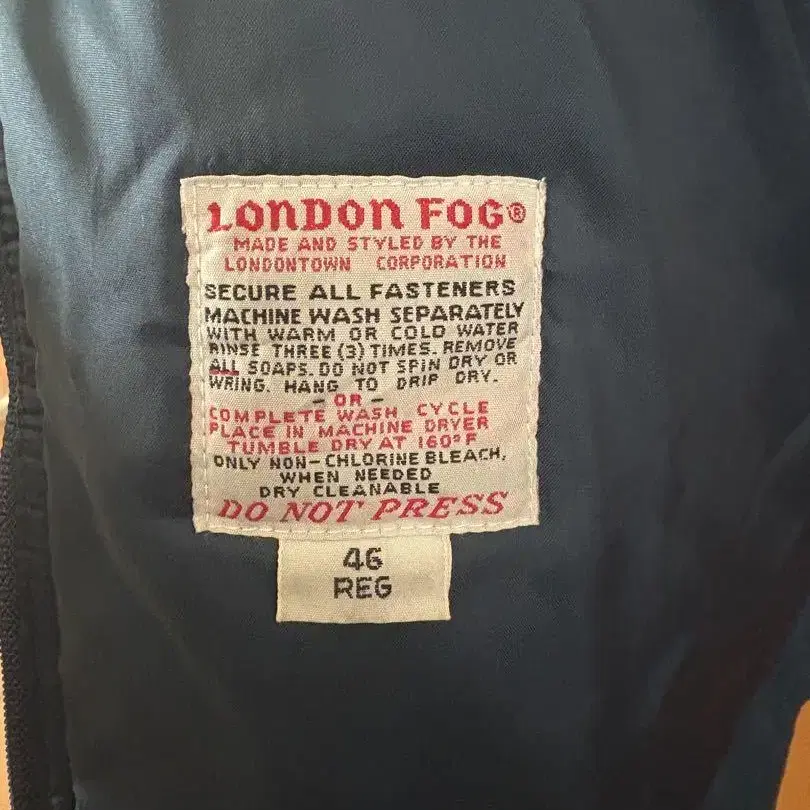 LONDON FOG®
MADE AND STYLED BY THE
LONDONTOWN CORPORATION
SECURE ALL FASTENERS
MACHINE WASH SEPARATELY
WITH WARM OR COLD WATER
RINSE THREE (3) TIMES. REMOVE
ALL SOAPS. DO NOT SPIN DRY OR
WRING. HANG TO DRIP DRY.
- OR -
COMPLETE WASH CYCLE
PLACE IN MACHINE DRYER
TUMBLE DRY AT 160°F
ONLY NON-CHLORINE BLEACH,
WHEN NEEDED
DRY CLEANABLE
DO NOT PRESS
46
REG